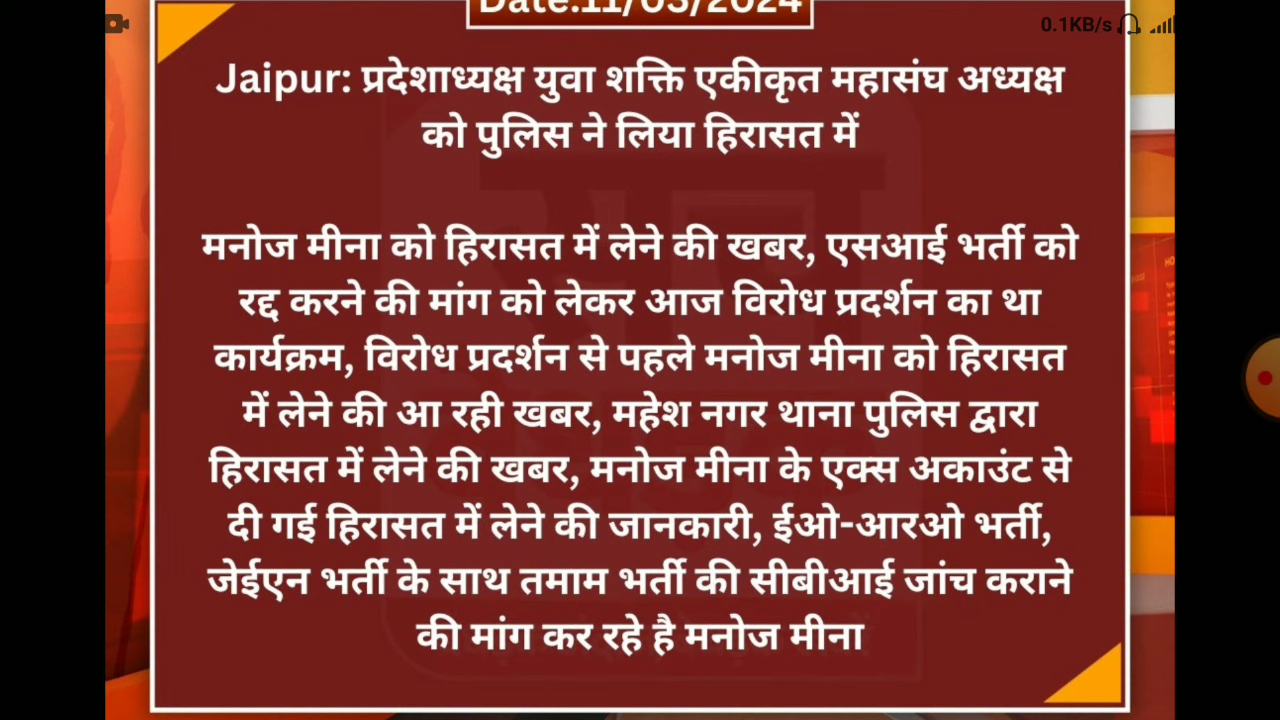 Date:11/03/2024
0.1KB/s
Jaipur: प्रदेशाध्यक्ष युवा शक्ति एकीकृत महासंघ अध्यक्ष
को पुलिस ने लिया हिरासत में
मनोज मीना को हिरासत में लेने की खबर, एसआई भर्ती को
रद्द करने की मांग को लेकर आज विरोध प्रदर्शन का था
कार्यक्रम, विरोध प्रदर्शन से पहले मनोज मीना को हिरासत
में लेने की आ रही खबर, महेश नगर थाना पुलिस द्वारा
हिरासत में लेने की खबर, मनोज मीना के एक्स अकाउंट से
दी गई हिरासत में लेने की जानकारी, ईओ-आरओ भर्ती,
जेईएन भर्ती के साथ तमाम भर्ती की सीबीआई जांच कराने
की मांग कर रहे है मनोज मीना